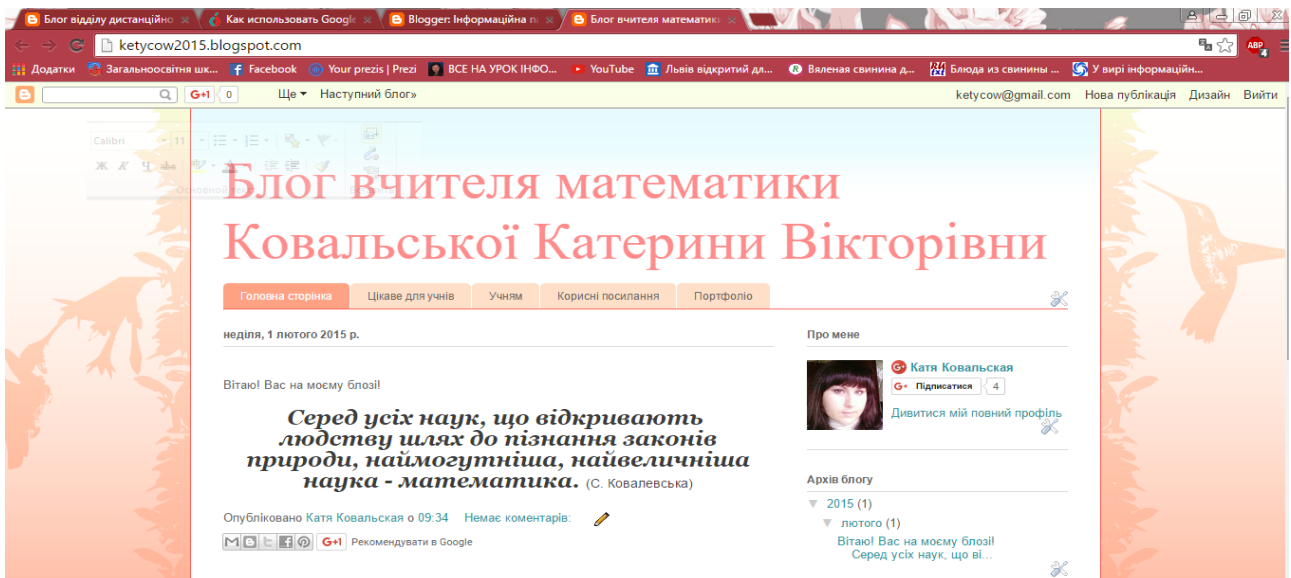 Блог відділу дистанційно
Как использовать Google
Blogger: Інформаційна п
Блог вчителя математики
ketycow2015.blogspot.com
ABP
4
Додатки
Загальноосвітня шк...
Facebook
Your prezis | Prezi
ВСЕ НА УРОК ІНФО...
YouTube
Львів відкритий дл...
Вяленая свинина д...
Блюда из свинины ...
У вирі інформаційн...
G+1 0 Ще Наступний блог»
ketycow@gmail.com Нова публікація Дизайн Вийти
Calibri 11
Ж К Ч abc
Блог вчителя математики
Ковальської Катерини Вікторівни
Головна сторінка Цікаве для учнів Учням Корисні посилання Портфоліо
неділя, 1 лютого 2015 р.
Вітаю! Вас на моєму блозі!
Серед усіх наук, що відкривають
людству шлях до пізнання законів
природи, наймогутніша, найвеличніша
наука - математика. (С. Ковалевська)
Опубліковано Катя Ковальская о 09:34 Немає коментарів:
G+1 Рекомендувати в Google
Про мене
Катя Ковальская
G+ Підписатися 4
Дивитися мій повний профіль
Архів блогу
▼ 2015 (1)
▼ лютого (1)
Вітаю! Вас на моєму блозі!
Серед усіх наук, що ві...